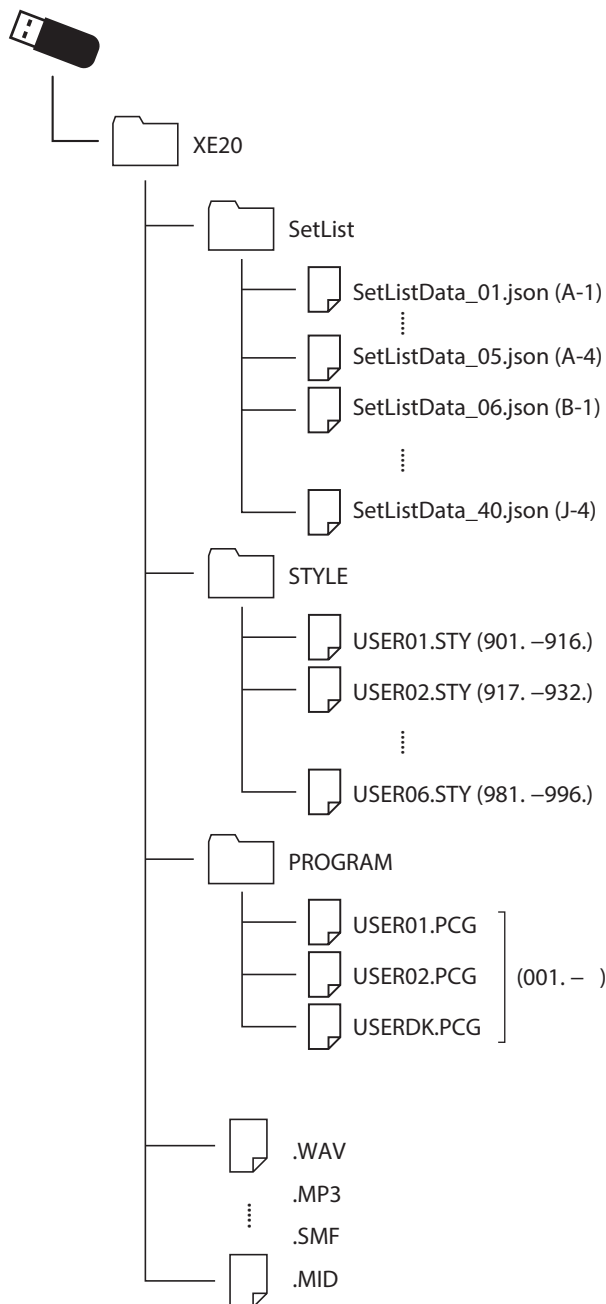 XE20
SetList
SetListData_01.json (A-1)
SetListData_05.json (A-4)
SetListData_06.json (B-1)
SetListData_40.json (J-4)
STYLE
USER01.STY (901. −916.)
USER02.STY (917. −932.)
USER06.STY (981. −996.)
PROGRAM
USER01.PCG
USER02.PCG
(001. − )
USERDK.PCG
.WAV
.MP3
.SMF
.MID